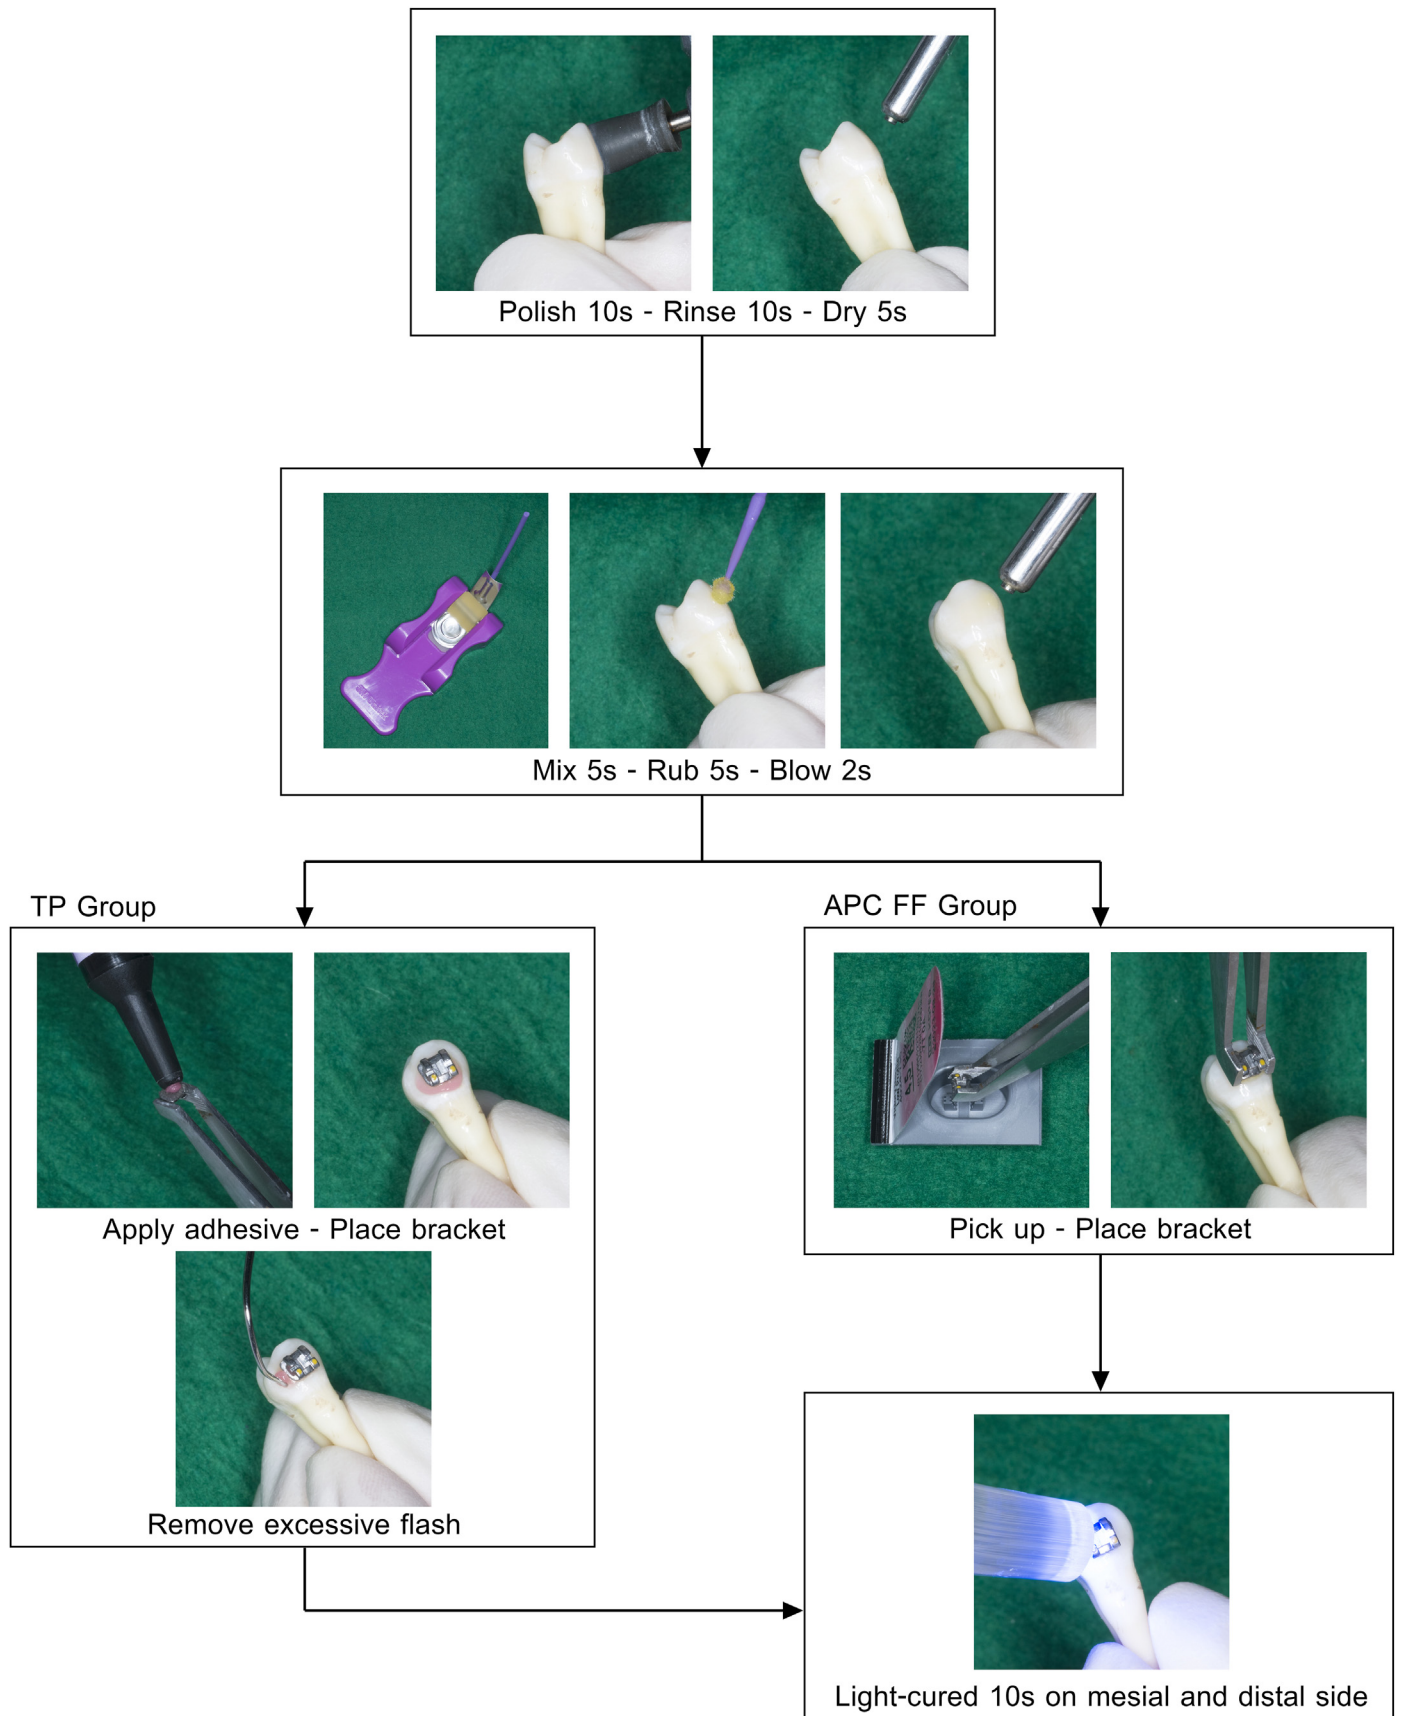 Polish 10s - Rinse 10s - Dry 5s
Mix 5s - Rub 5s - Blow 2s
TP Group
Apply adhesive - Place bracket
Remove excessive flash
APC FF Group
Pick up - Place bracket
Light-cured 10s on mesial and distal side